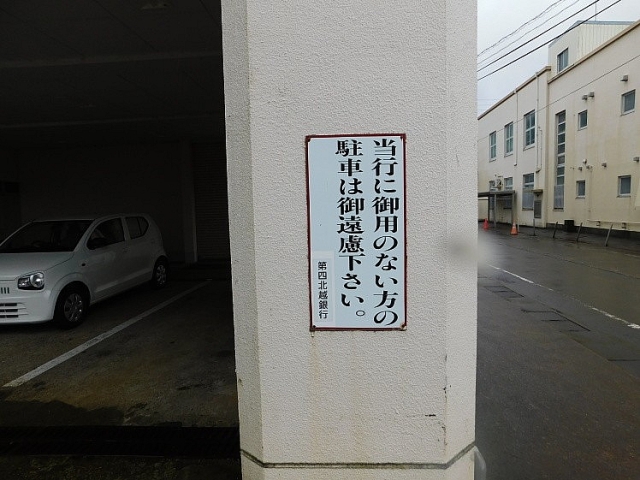 当行に御用のない方の
駐車は御遠慮下さい。
第四北越銀行